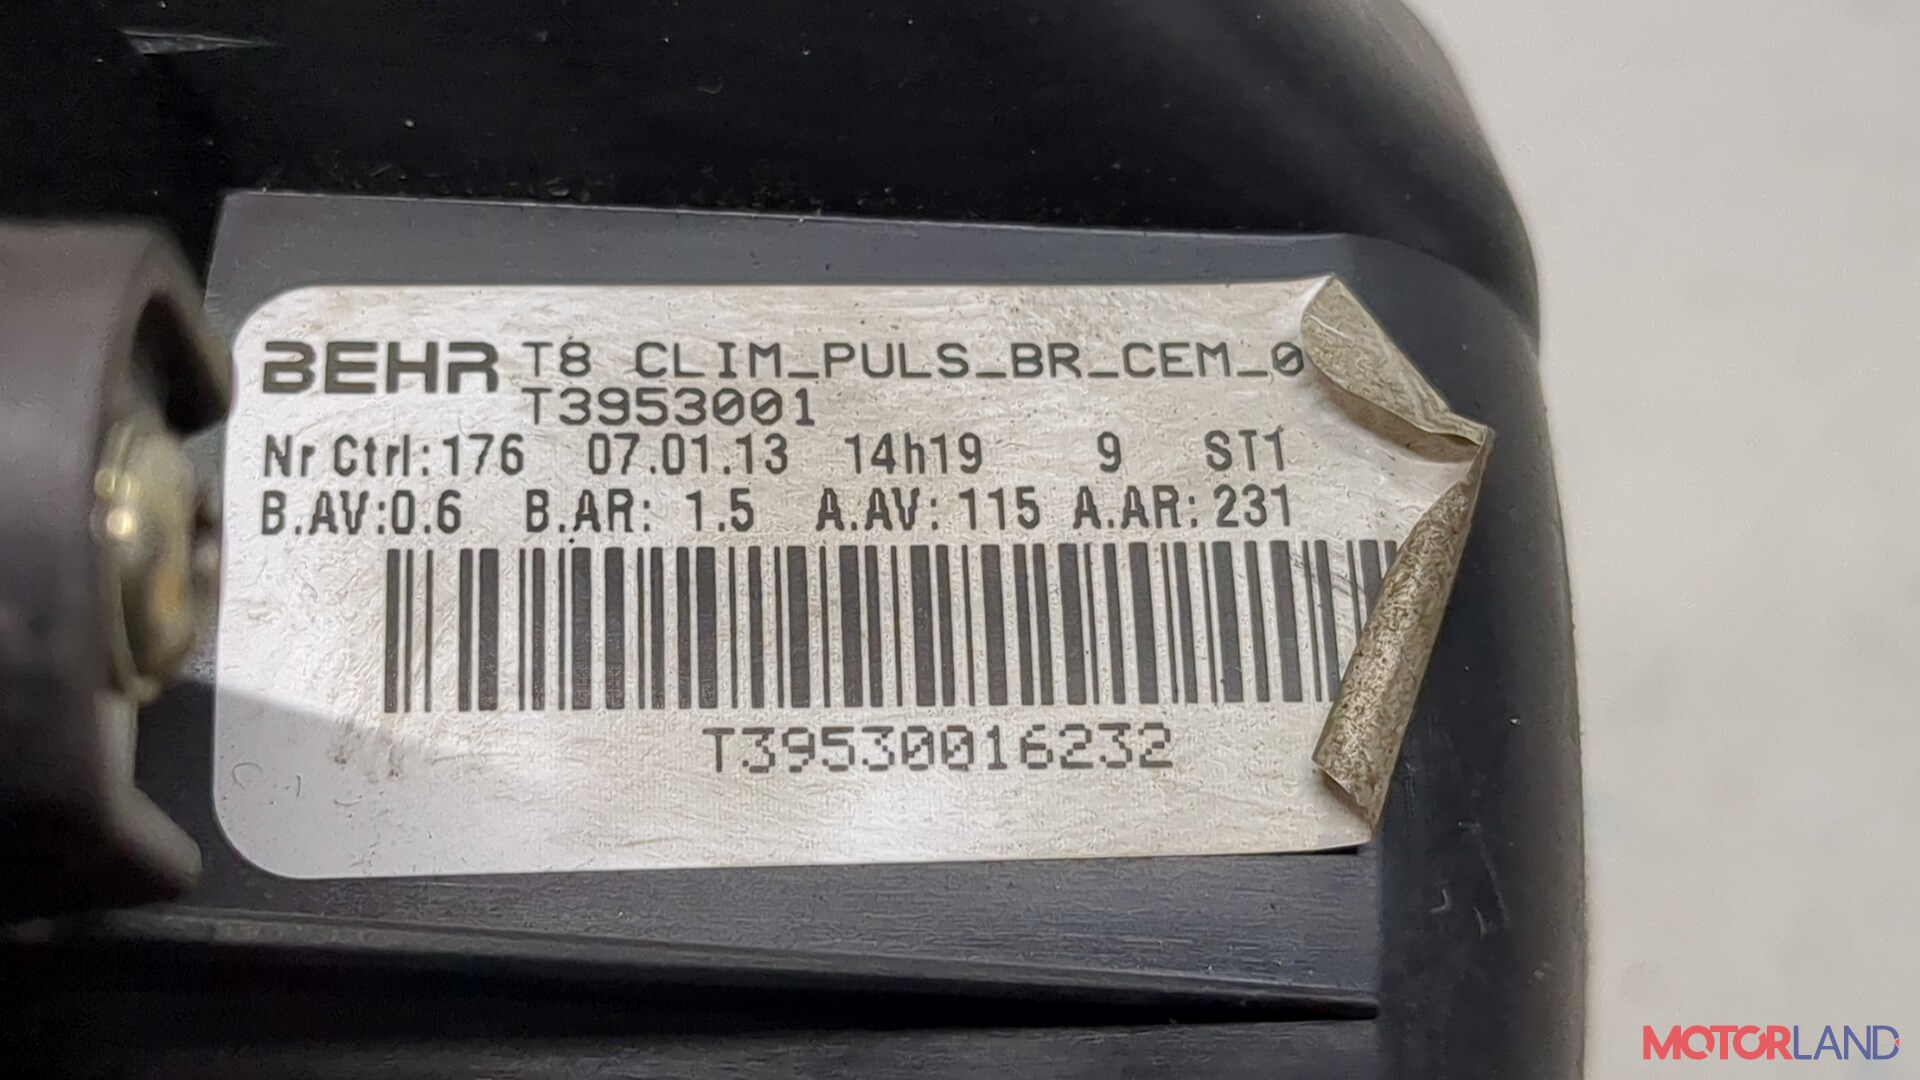 BEHR T8 CLIM_PULS_BR_CEM_0
T3953001
Nr Ctrl:176 07.01.13 14h19 9 ST1
B.AV:0.6 B.AR: 1.5 A.AV: 115 A.AR: 231
T39530016232
MOTORLAND